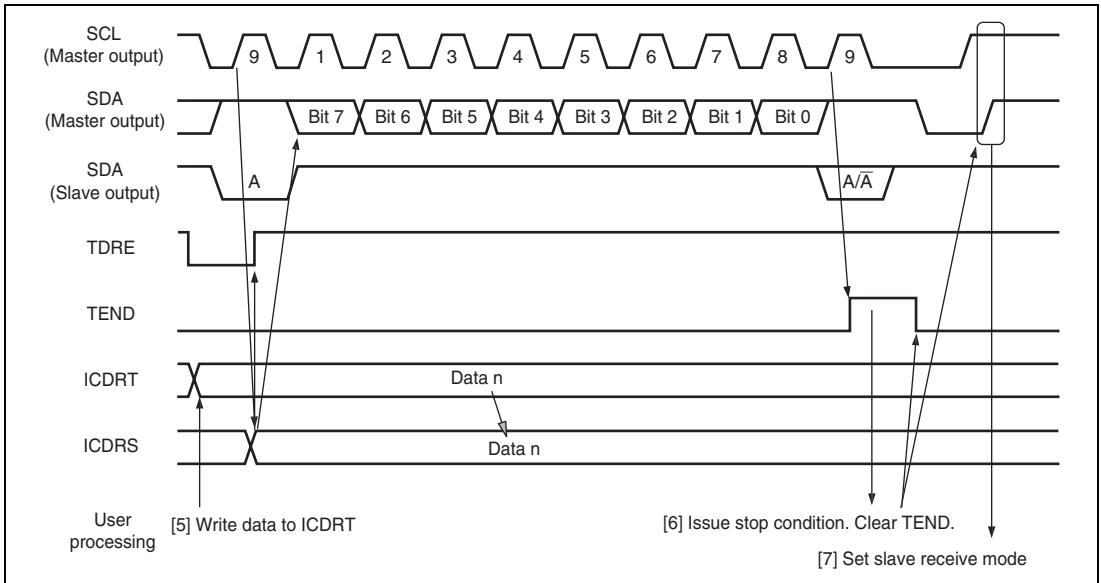 SCL
(Master output)
9 1 2 3 4 5 6 7 8 9
SDA
(Master output)
Bit 7 Bit 6 Bit 5 Bit 4 Bit 3 Bit 2 Bit 1 Bit 0
SDA
(Slave output)
A A/A̅
TDRE
TEND
ICDRT
Data n
ICDRS
Data n
User
processing
[5] Write data to ICDRT
[6] Issue stop condition. Clear TEND.
[7] Set slave receive mode